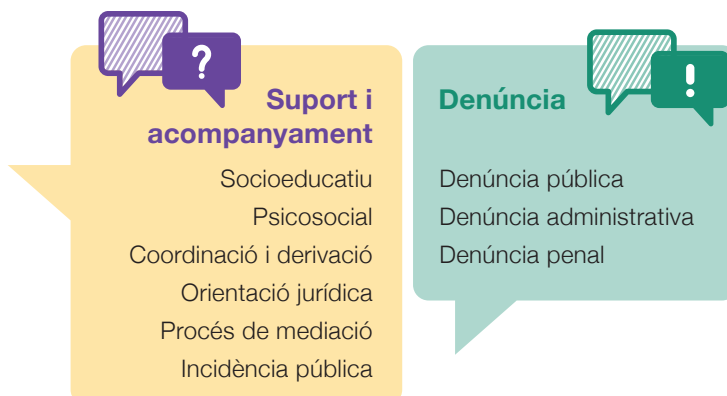 ?
Suport i
acompanyament
Socioeducatiu
Psicosocial
Coordinació i derivació
Orientació jurídica
Procés de mediació
Incidència pública
!
Denúncia
Denúncia pública
Denúncia administrativa
Denúncia penal